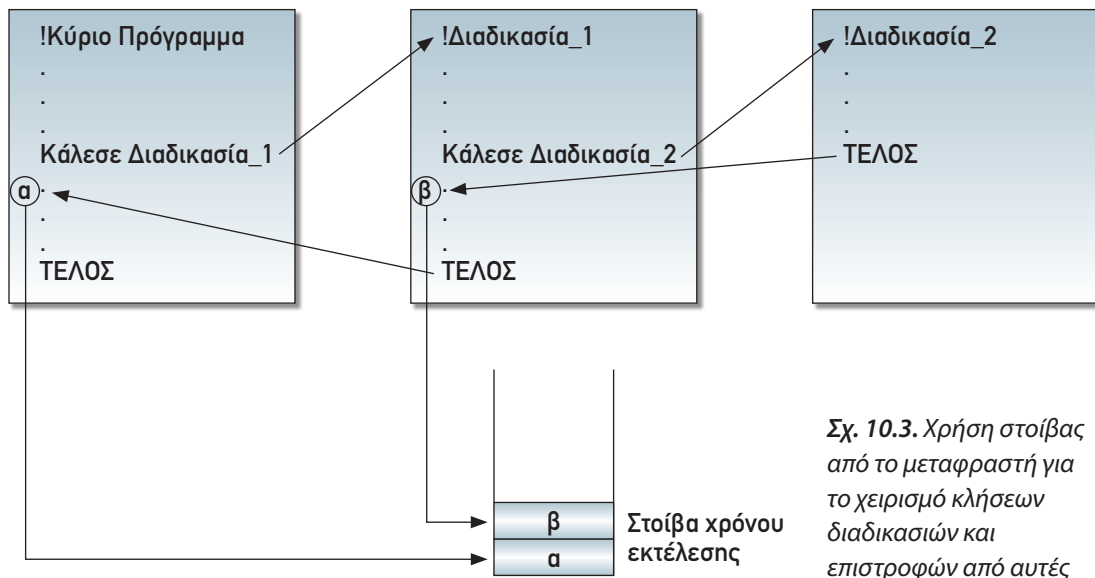 !Κύριο Πρόγραμμα
.
.
.
Κάλεσε Διαδικασία_1
α .
.
.
ΤΕΛΟΣ
!Διαδικασία_1
.
.
.
Κάλεσε Διαδικασία_2
β .
.
.
ΤΕΛΟΣ
!Διαδικασία_2
.
.
.
ΤΕΛΟΣ
β
α
Στοίβα χρόνου
εκτέλεσης
Σχ. 10.3. Χρήση στοίβας
από το μεταφραστή για
το χειρισμό κλήσεων
διαδικασιών και
επιστροφών από αυτές